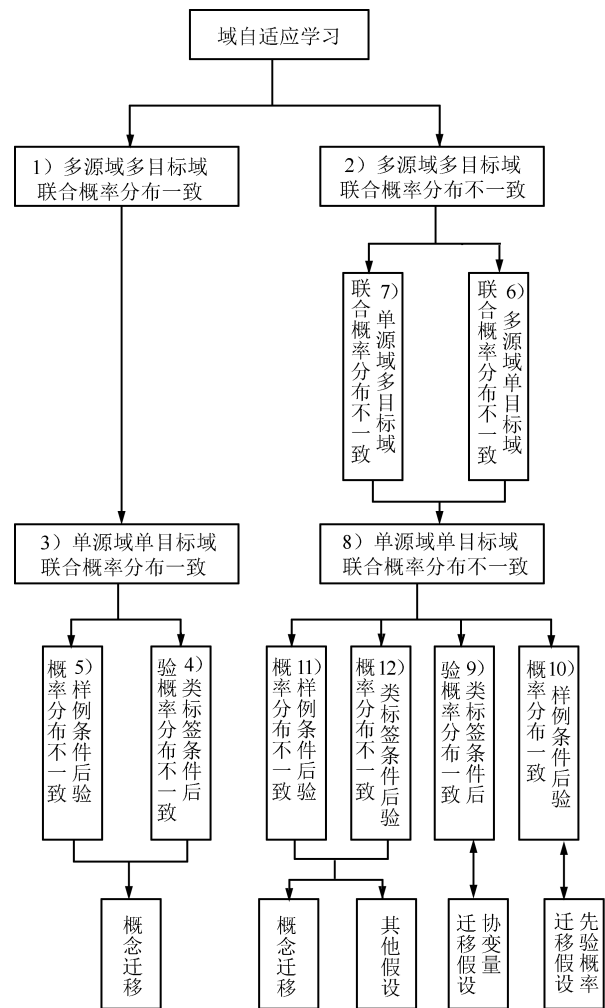 域自适应学习
1）多源域多目标域
联合概率分布一致
2）多源域多目标域
联合概率分布不一致
7）单源域多目标域
联合概率分布不一致
6）多源域单目标域
联合概率分布不一致
3）单源域单目标域
联合概率分布一致
8）单源域单目标域
联合概率分布不一致
5）样例条件后验
概率分布不一致
4）类标签条件后
验概率分布不一致
11）样例条件后验
概率分布不一致
12）类标签条件后验
概率分布不一致
9）类标签条件后
验概率分布一致
10）样例条件后验
概率分布一致
概念迁移
概念迁移
其他假设
协变量
迁移假设
先验概率
迁移假设